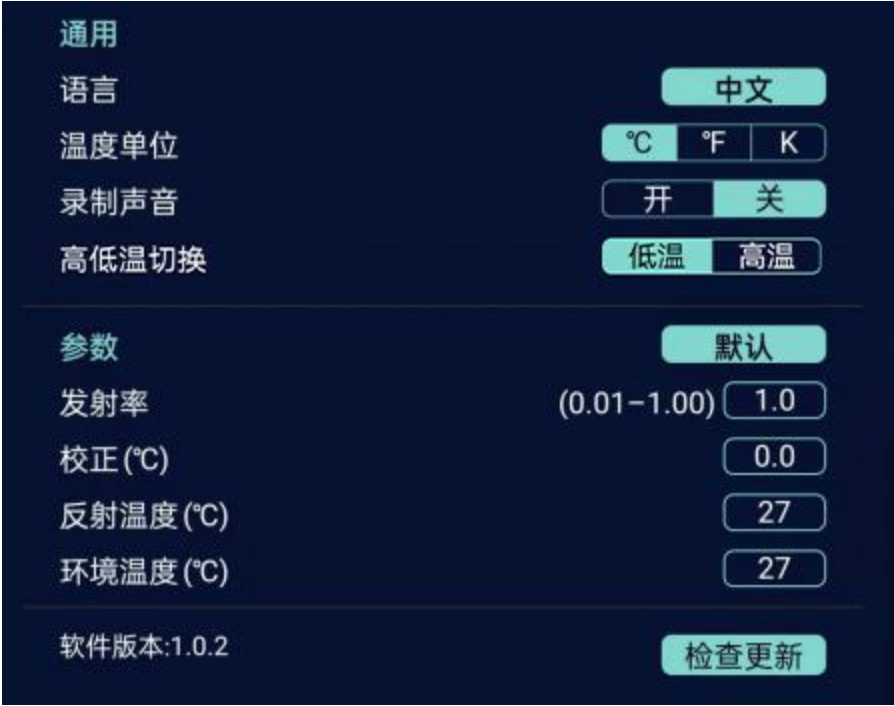 通用
语言 中文
温度单位 ℃ ℉ K
录制声音 开 关
高低温切换 低温 高温
参数 默认
发射率 (0.01-1.00) 1.0
校正(℃) 0.0
反射温度(℃) 27
环境温度(℃) 27
软件版本:1.0.2 检查更新